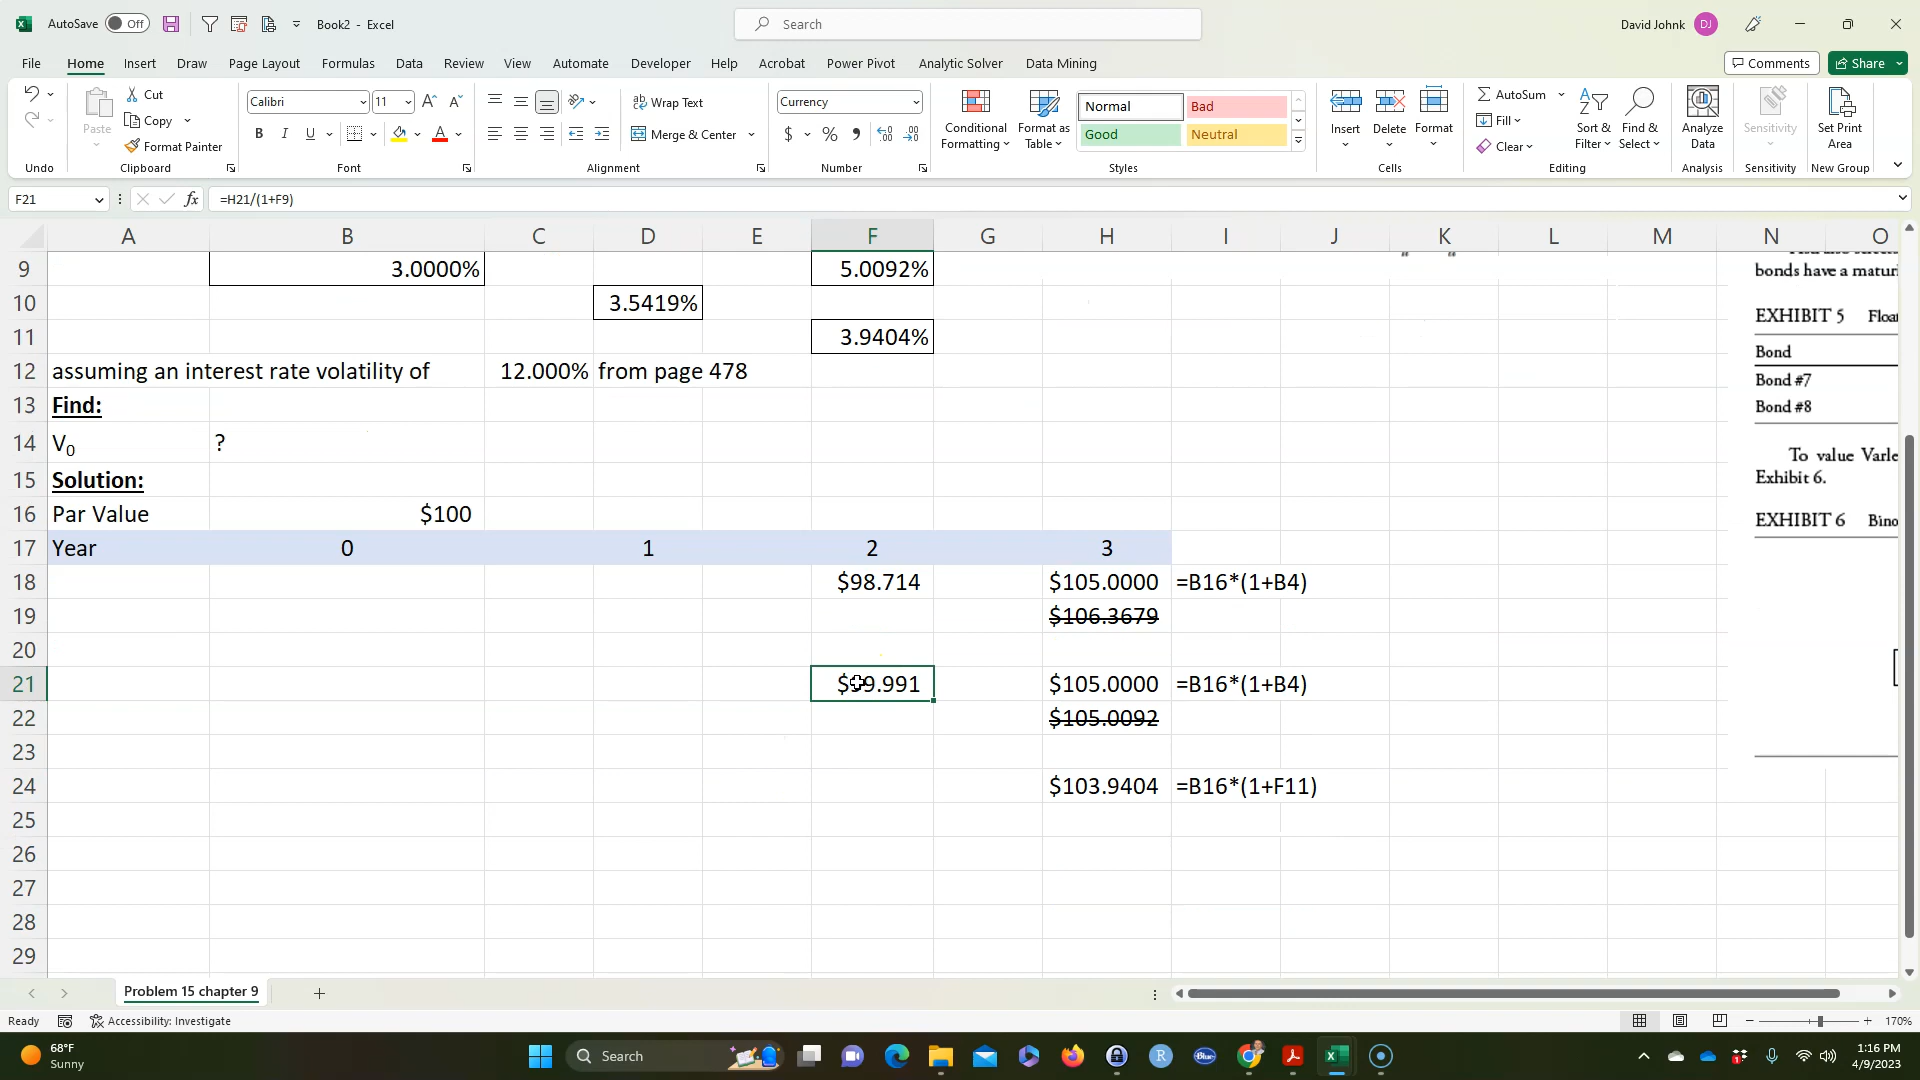 AutoSave Off Book2 - Excel Search David Johnk DJ
File Home Insert Draw Page Layout Formulas Data Review View Automate Developer Help Acrobat Power Pivot Analytic Solver Data Mining Comments Share
Cut Calibri 11 Wrap Text Currency Normal Bad AutoSum
Paste Copy Conditional Formatting Format as Table Insert Delete Format Fill Sort & Filter Find & Select Analyze Data Sensitivity Set Print Area
Format Painter B I U Merge & Center $ % Good Neutral Clear
Undo Clipboard Font Alignment Number Styles Cells Editing Analysis Sensitivity New Group
F21 fx =H21/(1+F9)
A B C D E F G H I J K L M N O
9 3.0000% 5.0092% bonds have a
10 3.5419% EXHIBIT 5
11 3.9404% Bond
12 assuming an interest rate volatility of 12.000% from page 478 Bond #7
13 Find: Bond #8
14 V0 ? To value
15 Solution: Exhibit 6.
16 Par Value $100 EXHIBIT 6
17 Year 0 1 2 3
18 $98.714 $105.0000 =B16*(1+B4)
19 $106.3679
20
21 .991 $105.0000 =B16*(1+B4)
22 $105.0092
23
24 $103.9404 =B16*(1+F11)
25
26
27
28
29
Problem 15 chapter 9
Ready Accessibility: Investigate 170%
68°F Sunny Search 1:16 PM 4/9/2023